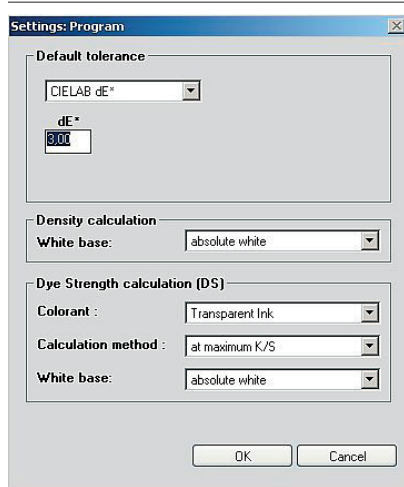 Settings: Program
Default tolerance
CIELAB dE*
dE*
3,00
Density calculation
White base: absolute white
Dye Strength calculation (DS)
Colorant : Transparent Ink
Calculation method : at maximum K/S
White base: absolute white
OK Cancel